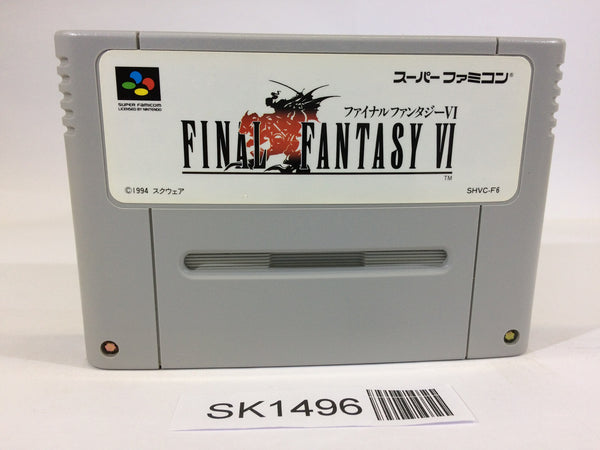 SUPER FAMICOM
LICENSED BY NINTENDO
スーパーファミコン®
ファイナルファンタジーVI
FINAL FANTASY VI
TM
©1994 スクウェア
SHVC-F6
SK1496